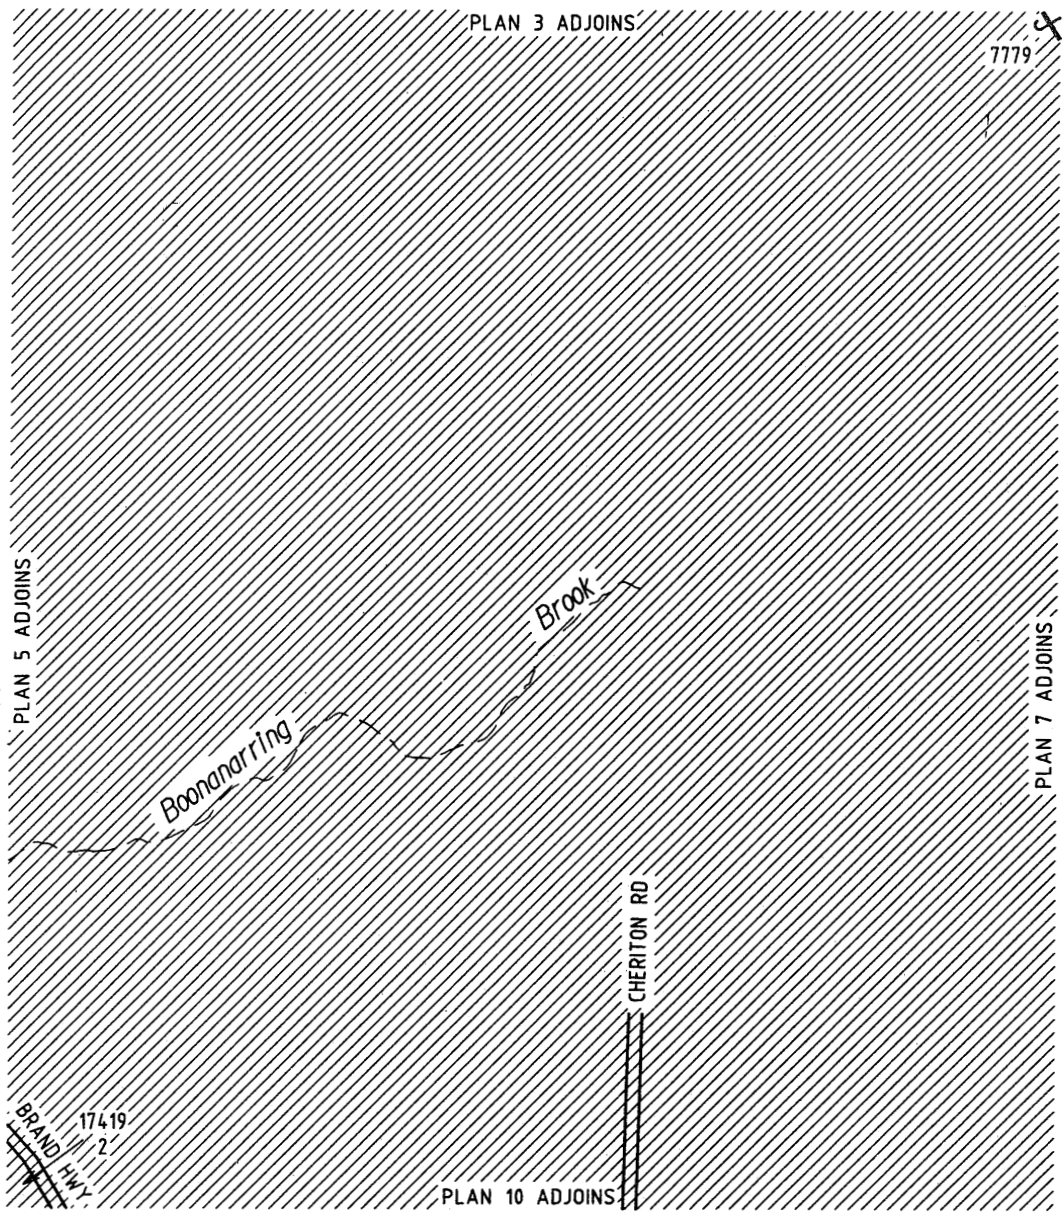 PLAN 3 ADJOINS
7779
PLAN 5 ADJOINS
Brook
PLAN 7 ADJOINS
Boonanarring
CHERITON RD
BRAND HWY
17419
2
PLAN 10 ADJOINS